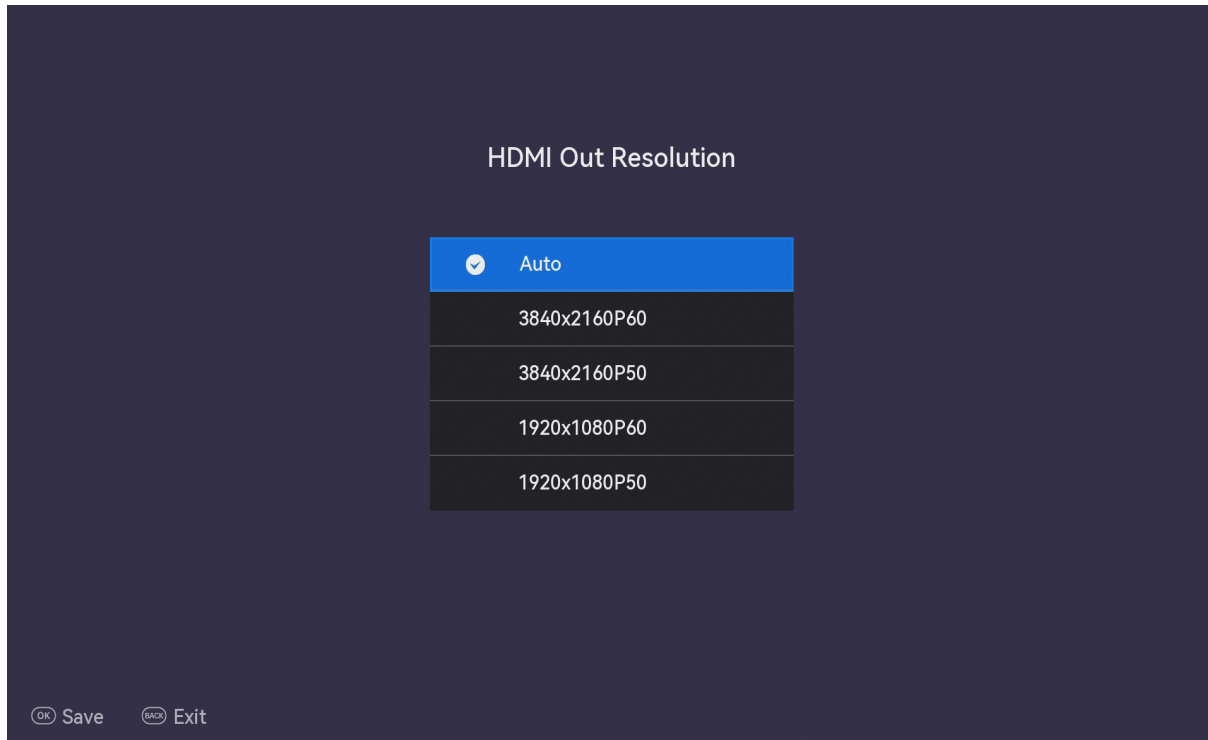 HDMI Out Resolution
Auto
3840x2160P60
3840x2160P50
1920x1080P60
1920x1080P50
OK Save BACK Exit